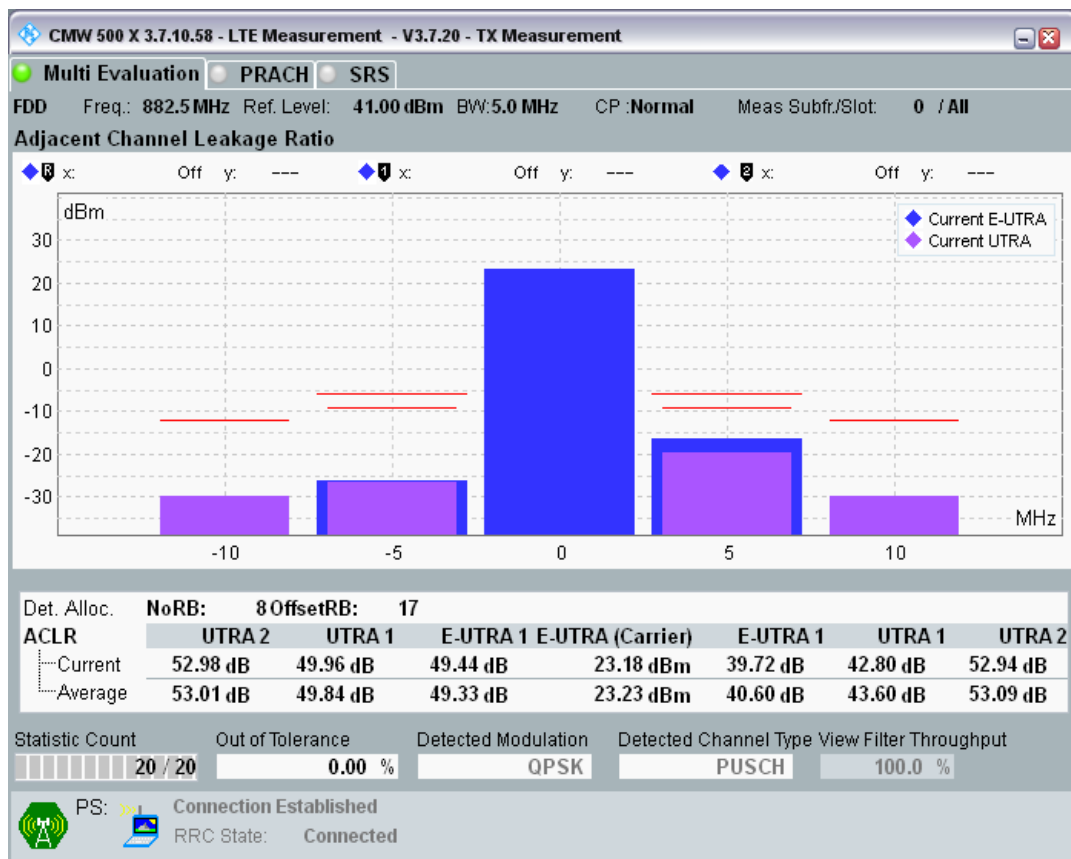 CMW 500 X 3.7.10.58 - LTE Measurement - V3.7.20 - TX Measurement
Multi Evaluation PRACH SRS
FDD Freq.: 882.5 MHz Ref. Level: 41.00 dBm BW:5.0 MHz CP :Normal Meas Subfr./Slot: 0 / All
Adjacent Channel Leakage Ratio
R x: Off y: --- 1 x: Off y: --- 2 x: Off y: ---
dBm
Current E-UTRA
Current UTRA
30
20
10
0
-10
-20
-30
MHz
-10 -5 0 5 10
Det. Alloc. NoRB: 8 OffsetRB: 17
ACLR UTRA 2 UTRA 1 E-UTRA 1 E-UTRA (Carrier) E-UTRA 1 UTRA 1 UTRA 2
Current 52.98 dB 49.96 dB 49.44 dB 23.18 dBm 39.72 dB 42.80 dB 52.94 dB
Average 53.01 dB 49.84 dB 49.33 dB 23.23 dBm 40.60 dB 43.60 dB 53.09 dB
Statistic Count Out of Tolerance Detected Modulation Detected Channel Type View Filter Throughput
20 / 20 0.00 % QPSK PUSCH 100.0 %
PS: Connection Established
RRC State: Connected